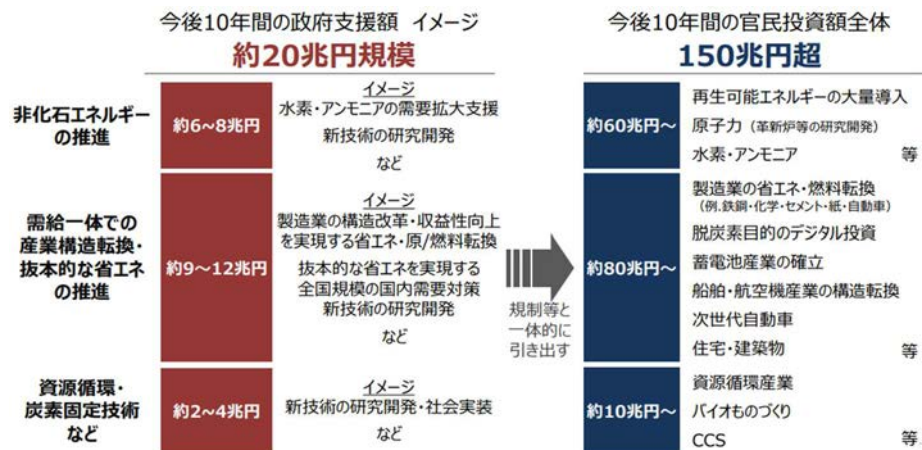 今後10年間の政府支援額 イメージ
約20兆円規模
今後10年間の官民投資額全体
150兆円超
非化石エネルギー
の推進
約6~8兆円
イメージ
水素・アンモニアの需要拡大支援
新技術の研究開発
など
約60兆円~
再生可能エネルギーの大量導入
原子力（革新炉等の研究開発）
水素・アンモニア 等
需給一体での
産業構造転換・
抜本的な省エネ
の推進
約9~12兆円
イメージ
製造業の構造改革・収益性向上
を実現する省エネ・原/燃料転換
抜本的な省エネを実現する
全国規模の国内需要対策
新技術の研究開発
など
規制等と
一体的に
引き出す
約80兆円~
製造業の省エネ・燃料転換
（例.鉄鋼・化学・セメント・紙・自動車）
脱炭素目的のデジタル投資
蓄電池産業の確立
船舶・航空機産業の構造転換
次世代自動車
住宅・建築物 等
資源循環・
炭素固定技術
など
約2~4兆円
イメージ
新技術の研究開発・社会実装
など
約10兆円~
資源循環産業
バイオものづくり
CCS 等